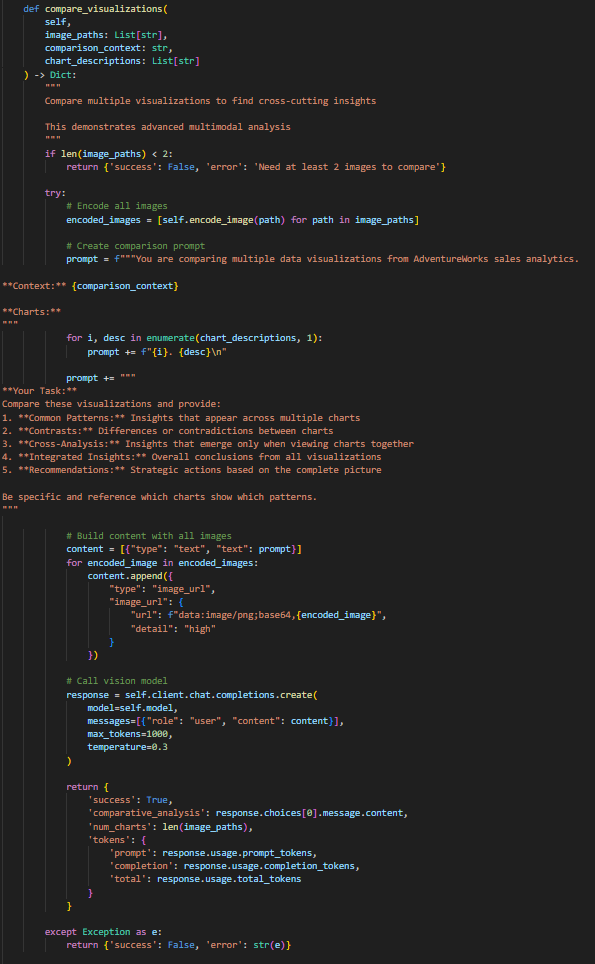 def compare_visualizations(
    self,
    image_paths: List[str],
    comparison_context: str,
    chart_descriptions: List[str]
) -> Dict:
    """
    Compare multiple visualizations to find cross-cutting insights

    This demonstrates advanced multimodal analysis
    """
    if len(image_paths) < 2:
        return {'success': False, 'error': 'Need at least 2 images to compare'}

    try:
        # Encode all images
        encoded_images = [self.encode_image(path) for path in image_paths]

        # Create comparison prompt
        prompt = f"""You are comparing multiple data visualizations from AdventureWorks sales analytics.

**Context:** {comparison_context}

**Charts:**
"""
        for i, desc in enumerate(chart_descriptions, 1):
            prompt += f"{i}. {desc}\n"

        prompt += """
**Your Task:**
Compare these visualizations and provide:
1. **Common Patterns:** Insights that appear across multiple charts
2. **Contrasts:** Differences or contradictions between charts
3. **Cross-Analysis:** Insights that emerge only when viewing charts together
4. **Integrated Insights:** Overall conclusions from all visualizations
5. **Recommendations:** Strategic actions based on the complete picture

Be specific and reference which charts show which patterns.
"""

        # Build content with all images
        content = [{"type": "text", "text": prompt}]
        for encoded_image in encoded_images:
            content.append({
                "type": "image_url",
                "image_url": {
                    "url": f"data:image/png;base64,{encoded_image}",
                    "detail": "high"
                }
            })

        # Call vision model
        response = self.client.chat.completions.create(
            model=self.model,
            messages=[{"role": "user", "content": content}],
            max_tokens=1000,
            temperature=0.3
        )

        return {
            'success': True,
            'comparative_analysis': response.choices[0].message.content,
            'num_charts': len(image_paths),
            'tokens': {
                'prompt': response.usage.prompt_tokens,
                'completion': response.usage.completion_tokens,
                'total': response.usage.total_tokens
            }
        }

    except Exception as e:
        return {'success': False, 'error': str(e)}